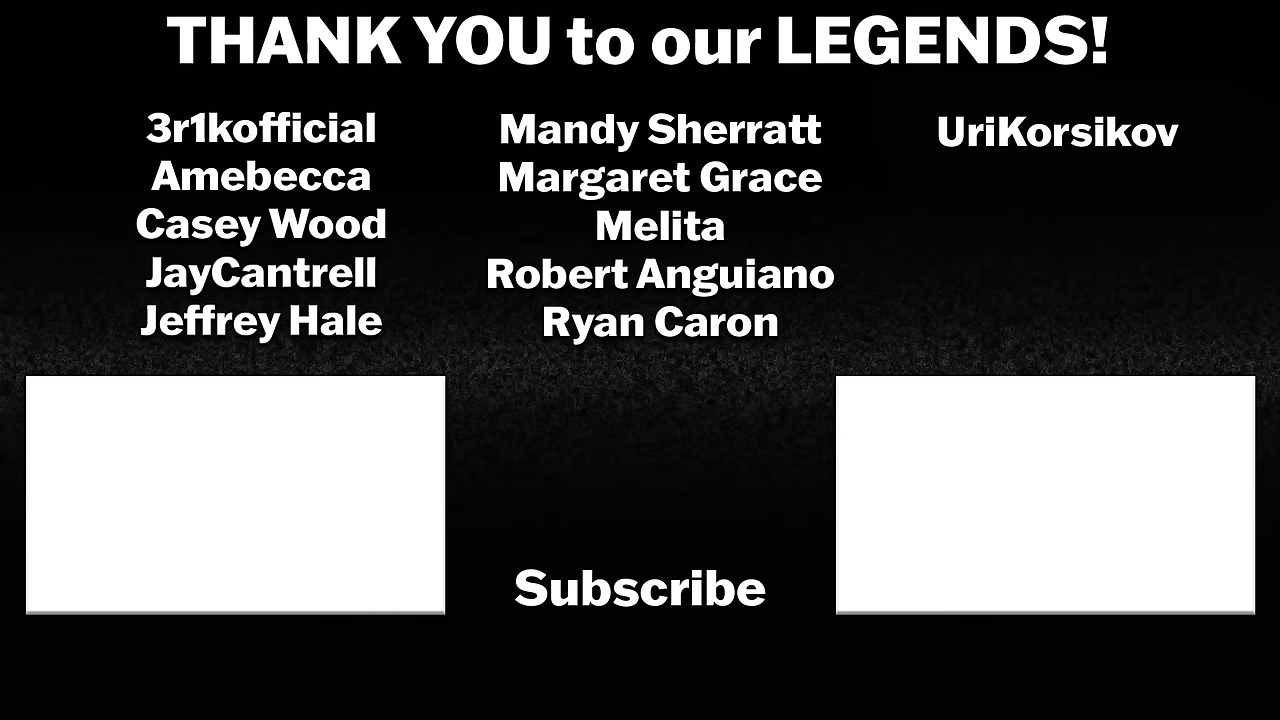 THANK YOU to our LEGENDS!
3r1kofficial
Amebecca
Casey Wood
JayCantrell
Jeffrey Hale
Mandy Sherratt
Margaret Grace
Melita
Robert Anguiano
Ryan Caron
UriKorsikov
Subscribe